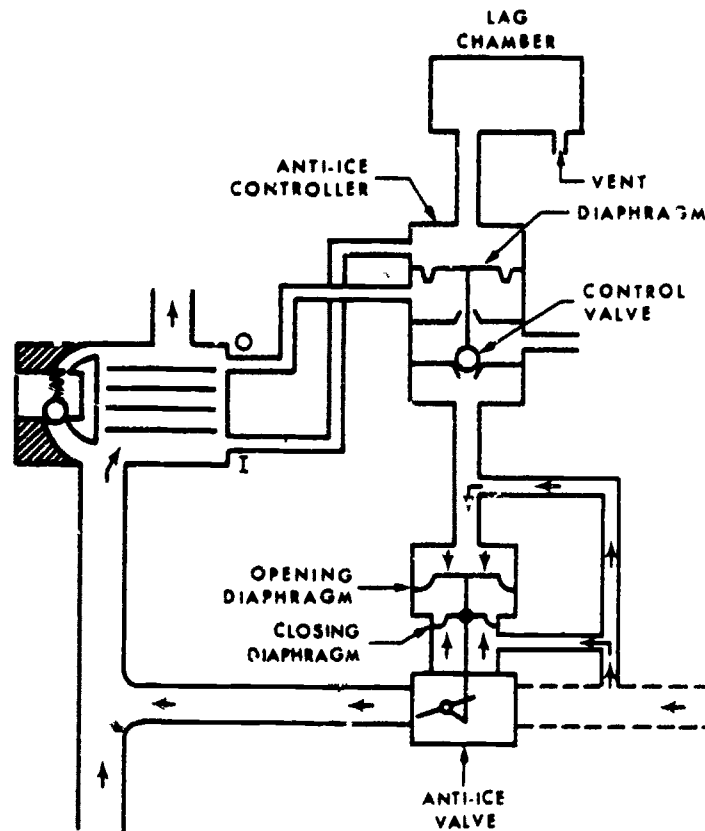 LAG
CHAMBER
ANTI-ICE
CONTROLLER
VENT
DIAPHRAGM
CONTROL
VALVE
O
I
OPENING
DIAPHRAGM
CLOSING
DIAPHRAGM
ANTI-ICE
VALVE